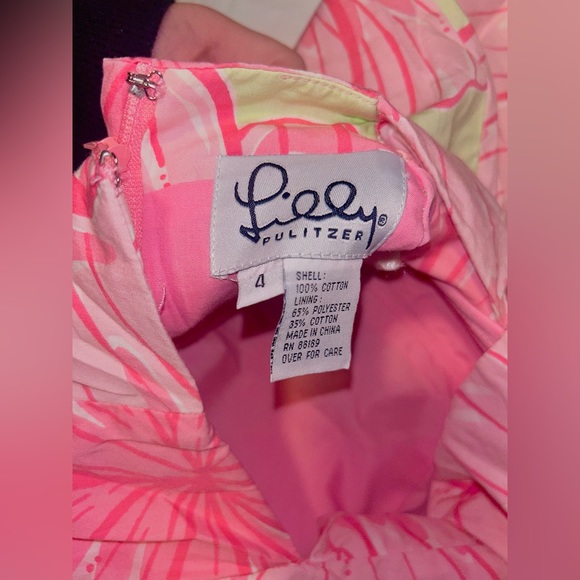 Lilly®
PULITZER
4
SHELL:
100% COTTON
LINING:
65% POLYESTER
35% COTTON
MADE IN CHINA
RN 88189
OVER FOR CARE